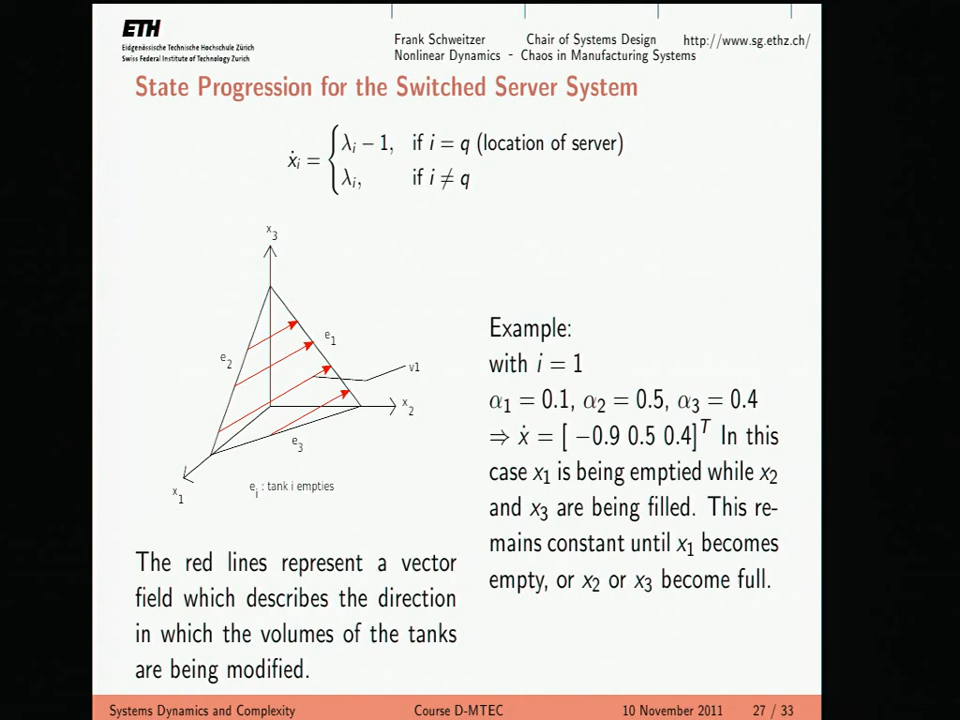 ETH
Eidgenössische Technische Hochschule Zürich
Swiss Federal Institute of Technology Zurich
Frank Schweitzer Chair of Systems Design http://www.sg.ethz.ch/
Nonlinear Dynamics - Chaos in Manufacturing Systems
State Progression for the Switched Server System
ẋᵢ = { λᵢ − 1, if i = q (location of server)
λᵢ, if i ≠ q
x₃
e₁
e₂
v1
x₂
e₃
x₁
eᵢ : tank i empties
The red lines represent a vector
field which describes the direction
in which the volumes of the tanks
are being modified.
Example:
with i = 1
α₁ = 0.1, α₂ = 0.5, α₃ = 0.4
⇒ ẋ = [ −0.9 0.5 0.4]ᵀ In this
case x₁ is being emptied while x₂
and x₃ are being filled. This re-
mains constant until x₁ becomes
empty, or x₂ or x₃ become full.
Systems Dynamics and Complexity Course D-MTEC 10 November 2011 27 / 33